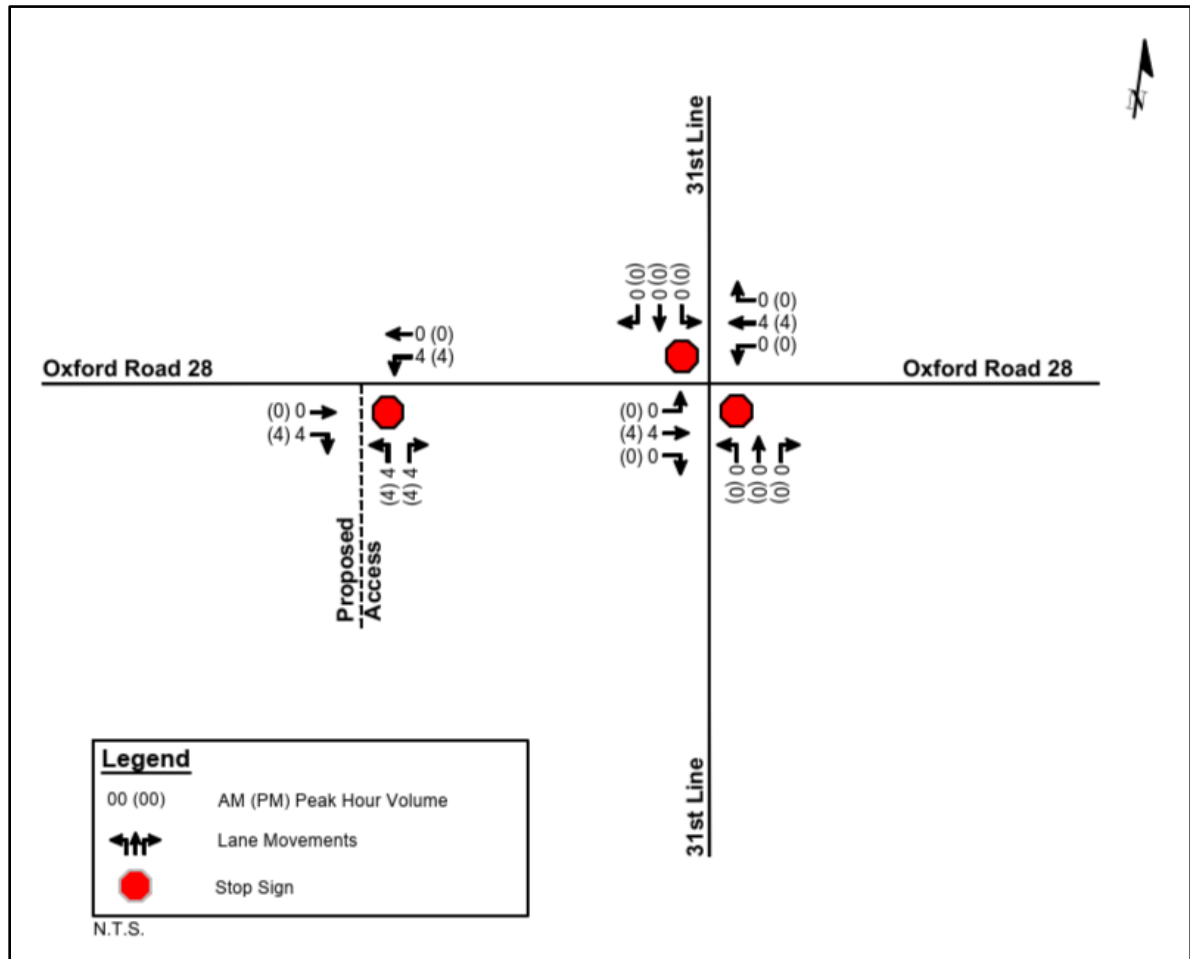 N
31st Line
0 (0)
0 (0)
0 (0)
0 (0)
4 (4)
0 (0)
0 (0)
4 (4)
Oxford Road 28
Oxford Road 28
(0) 0
(4) 4
(0) 0
(4) 4
(0) 0
(4) 4
(4) 4
(0) 0
(0) 0
(0) 0
Proposed
Access
31st Line
Legend
00 (00) AM (PM) Peak Hour Volume
Lane Movements
Stop Sign
N.T.S.